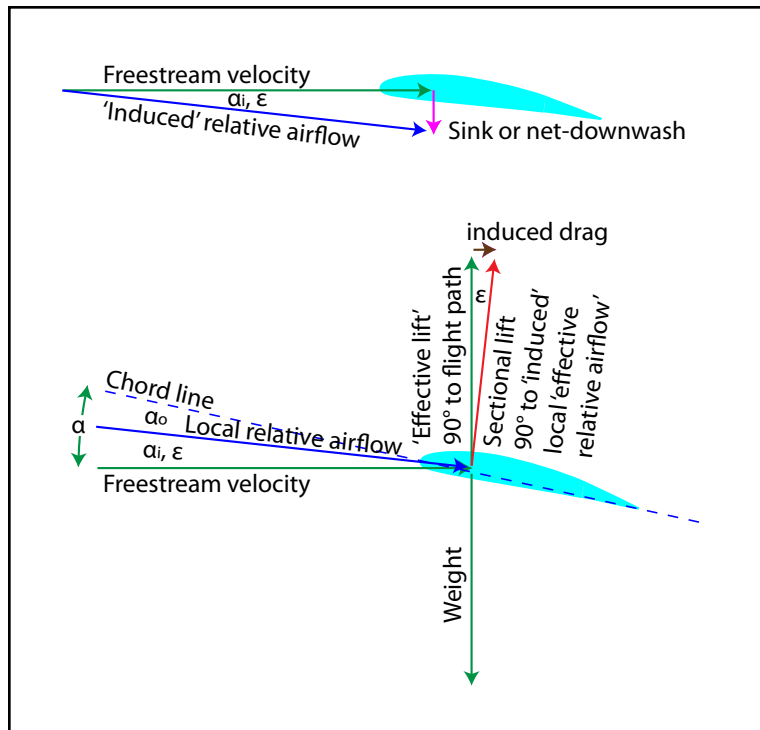 Freestream velocity
αi, ε
‘Induced’ relative airflow
Sink or net-downwash
induced drag
ε
‘Effective lift’
90° to flight path
Sectional lift
90° to ‘induced’
local ‘effective
relative airflow’
Chord line
α
αo
Local relative airflow
αi, ε
Freestream velocity
Weight